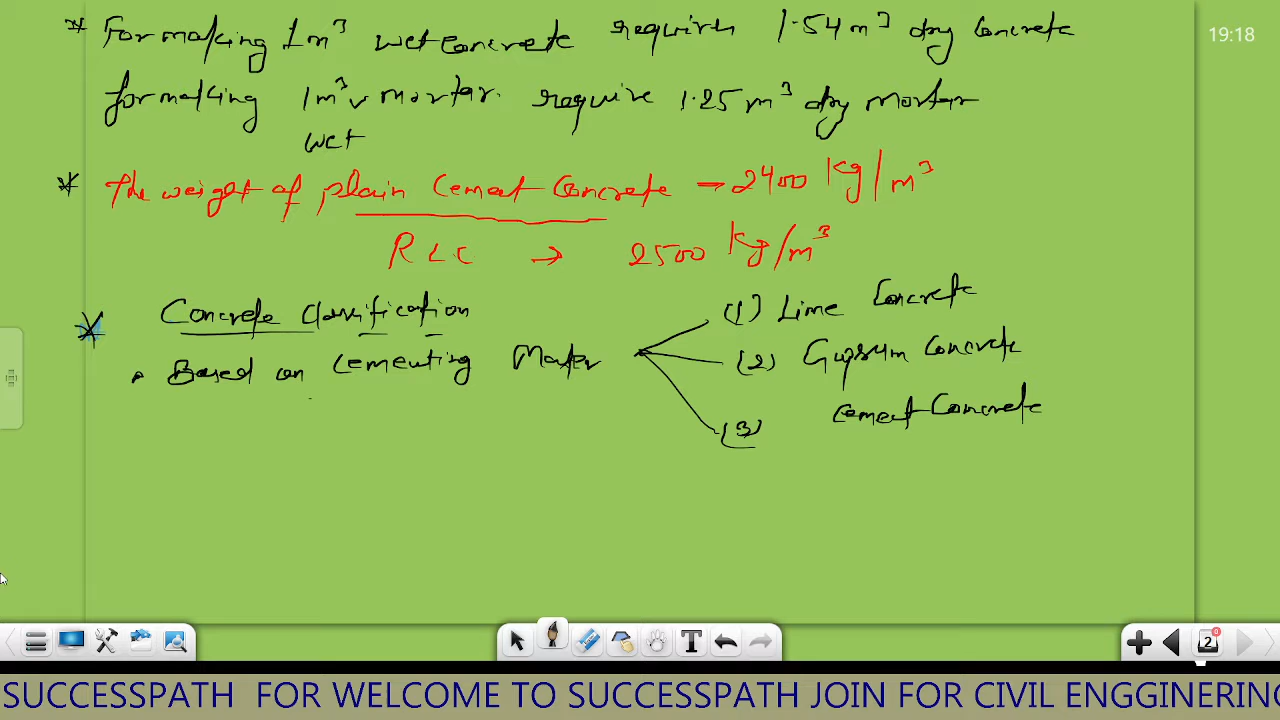 * For making 1m³ wet concrete requires 1.54 m³ dry concrete
19:18
for making 1m³ v mortar. require 1.25 m³ dry mortar
wet
* The weight of plain cement concrete → 2400 kg/m³
RCC → 2500 kg/m³
* Concrete classification
(1) Lime Concrete
• Based on cementing Mater
(2) Gypsum Concrete
(3) cement Concrete
2
SUCCESSPATH FOR WELCOME TO SUCCESSPATH JOIN FOR CIVIL ENGGINERING